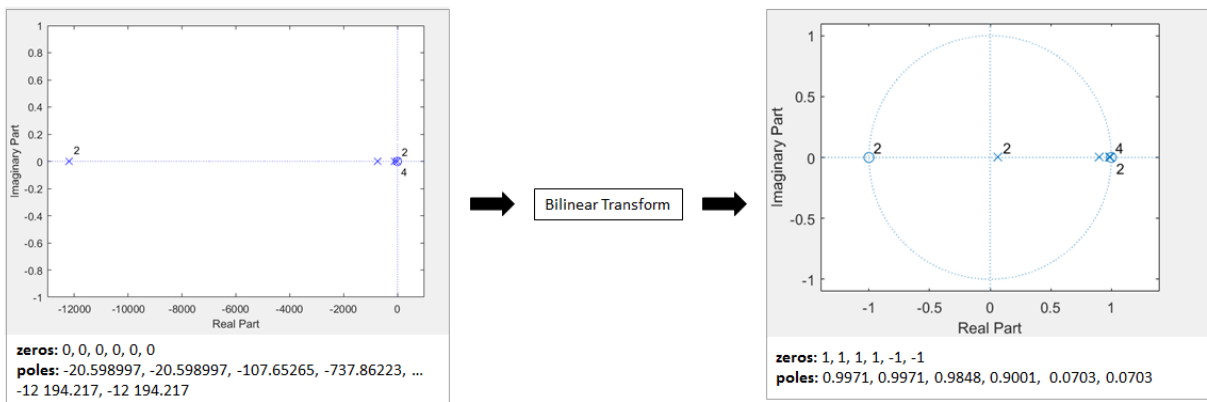 1
0.8
0.6
0.4
0.2
0
-0.2
-0.4
-0.6
-0.8
-1
Imaginary Part
2
2
4
-12000 -10000 -8000 -6000 -4000 -2000 0
Real Part
zeros: 0, 0, 0, 0, 0, 0
poles: -20.598997, -20.598997, -107.65265, -737.86223, ...
-12 194.217, -12 194.217
Bilinear Transform
1
0.5
0
-0.5
-1
Imaginary Part
2
2
4
2
-1 -0.5 0 0.5 1
Real Part
zeros: 1, 1, 1, 1, -1, -1
poles: 0.9971, 0.9971, 0.9848, 0.9001, 0.0703, 0.0703